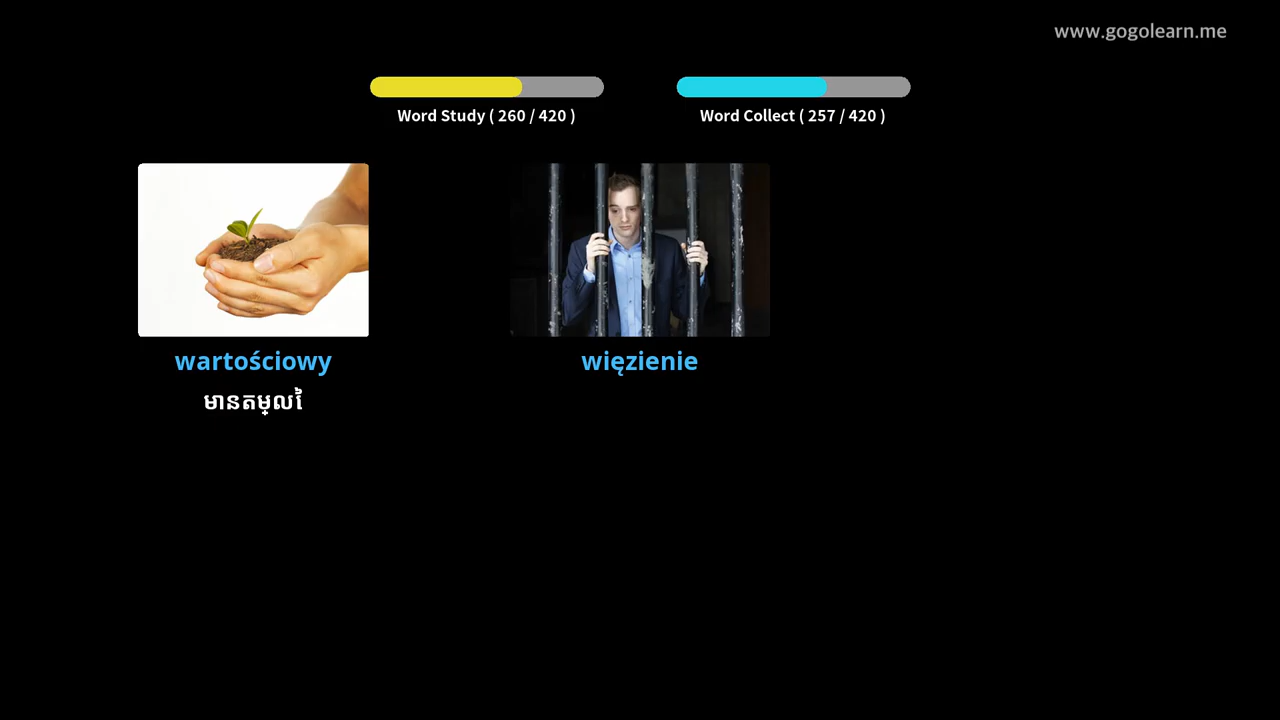 www.gogolearn.me
Word Study ( 260 / 420 )
Word Collect ( 257 / 420 )
wartościowy
więzienie
មានតម្លៃ